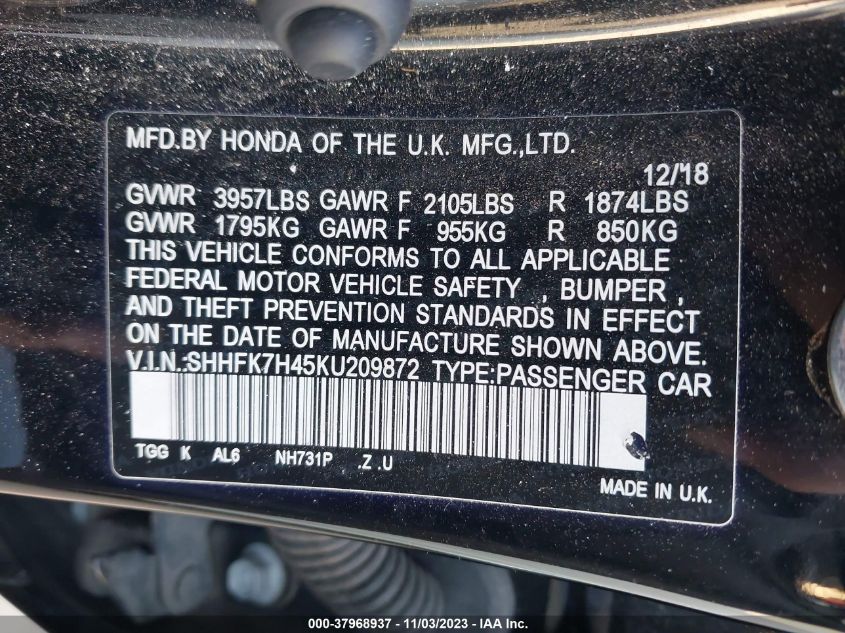 MFD.BY HONDA OF THE U.K. MFG.,LTD.
12/18
GVWR 3957LBS GAWR F 2105LBS R 1874LBS
GVWR 1795KG GAWR F 955KG R 850KG
THIS VEHICLE CONFORMS TO ALL APPLICABLE
FEDERAL MOTOR VEHICLE SAFETY , BUMPER ,
AND THEFT PREVENTION STANDARDS IN EFFECT
ON THE DATE OF MANUFACTURE SHOWN ABOVE.
V.I.N.:SHHFK7H45KU209872 TYPE:PASSENGER CAR
TGG K AL6 NH731P .Z .U
MADE IN U.K.
000-37968937 - 11/03/2023 - IAA Inc.